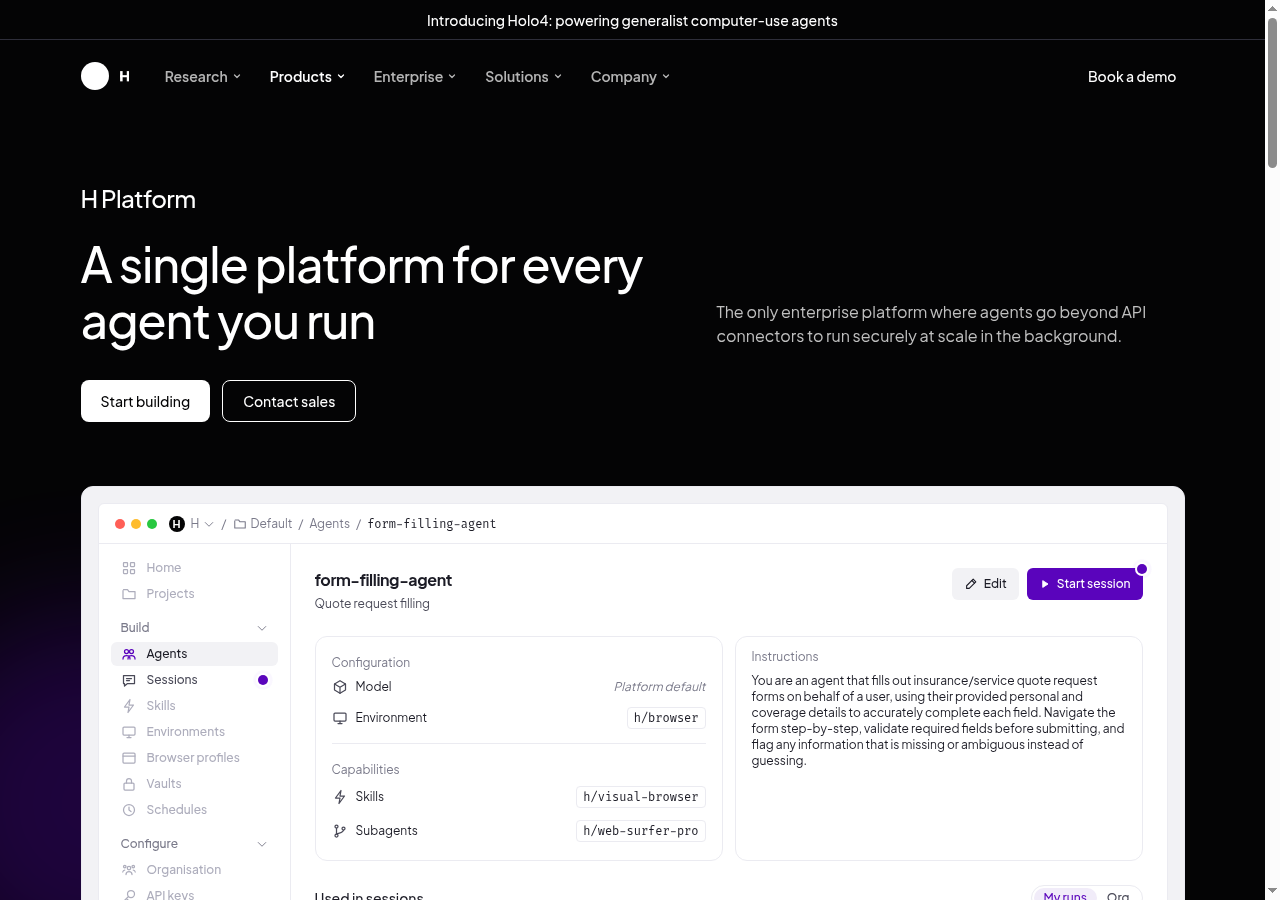 Introducing Holo4: powering generalist computer-use agents
H
Research
Products
Enterprise
Solutions
Company
Book a demo
H Platform
A single platform for every
agent you run
The only enterprise platform where agents go beyond API
connectors to run securely at scale in the background.
Start building
Contact sales
H H / Default / Agents / form-filling-agent
Home
Projects
Build
Agents
Sessions
Skills
Environments
Browser profiles
Vaults
Schedules
Configure
Organisation
API keys
form-filling-agent
Quote request filling
Edit
Start session
Configuration
Model
Platform default
Environment
h/browser
Capabilities
Skills
h/visual-browser
Subagents
h/web-surfer-pro
Instructions
You are an agent that fills out insurance/service quote request
forms on behalf of a user, using their provided personal and
coverage details to accurately complete each field. Navigate the
form step-by-step, validate required fields before submitting, and
flag any information that is missing or ambiguous instead of
guessing.
Used in sessions
My runs
Org